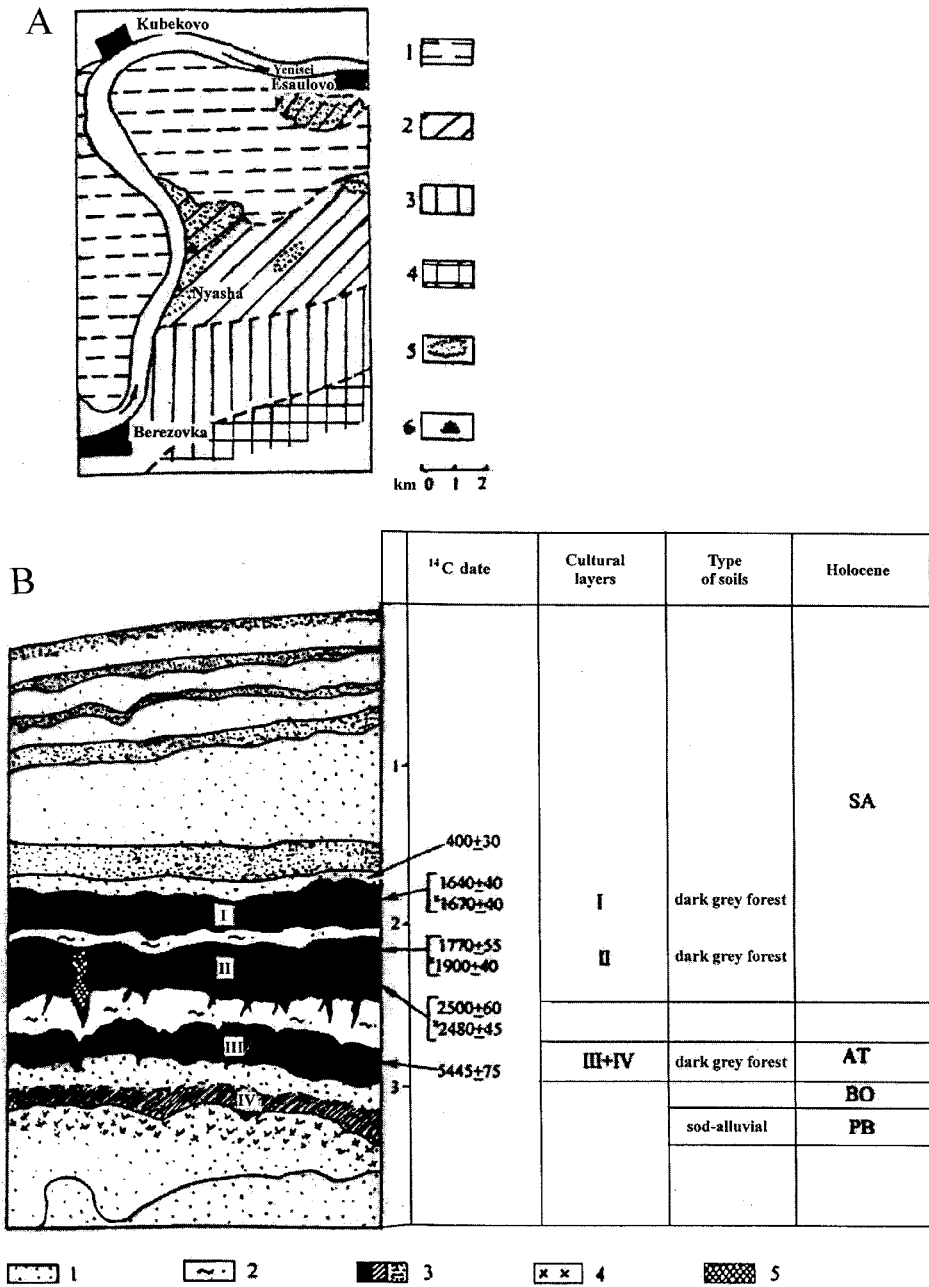 A
Kubekovo
Yenisei
Esaulovo
Nyasha
Berezovka
1
2
3
4
5
6
km 0 1 2
B
14C date
Cultural layers
Type of soils
Holocene
1
SA
400±30
1640±40
*1670±40
I
dark grey forest
I
2
1770±55
*1900±40
II
dark grey forest
II
2500±60
*2480±45
III
5445±75
III+IV
dark grey forest
AT
3
BO
IV
sod-alluvial
PB
1
2
3
4
5